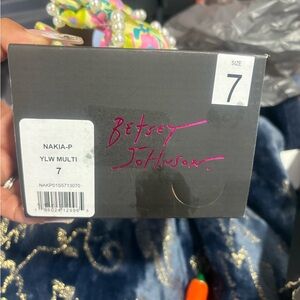 SIZE
7
Betsey
Johnson.
NAKIA-P
YLW MULTI
7